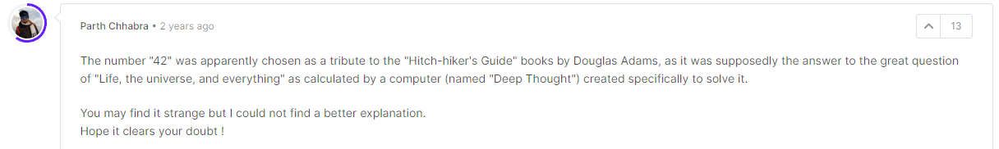 Parth Chhabra • 2 years ago
13
The number "42" was apparently chosen as a tribute to the "Hitch-hiker's Guide" books by Douglas Adams, as it was supposedly the answer to the great question
of "Life, the universe, and everything" as calculated by a computer (named "Deep Thought") created specifically to solve it.
You may find it strange but I could not find a better explanation.
Hope it clears your doubt !